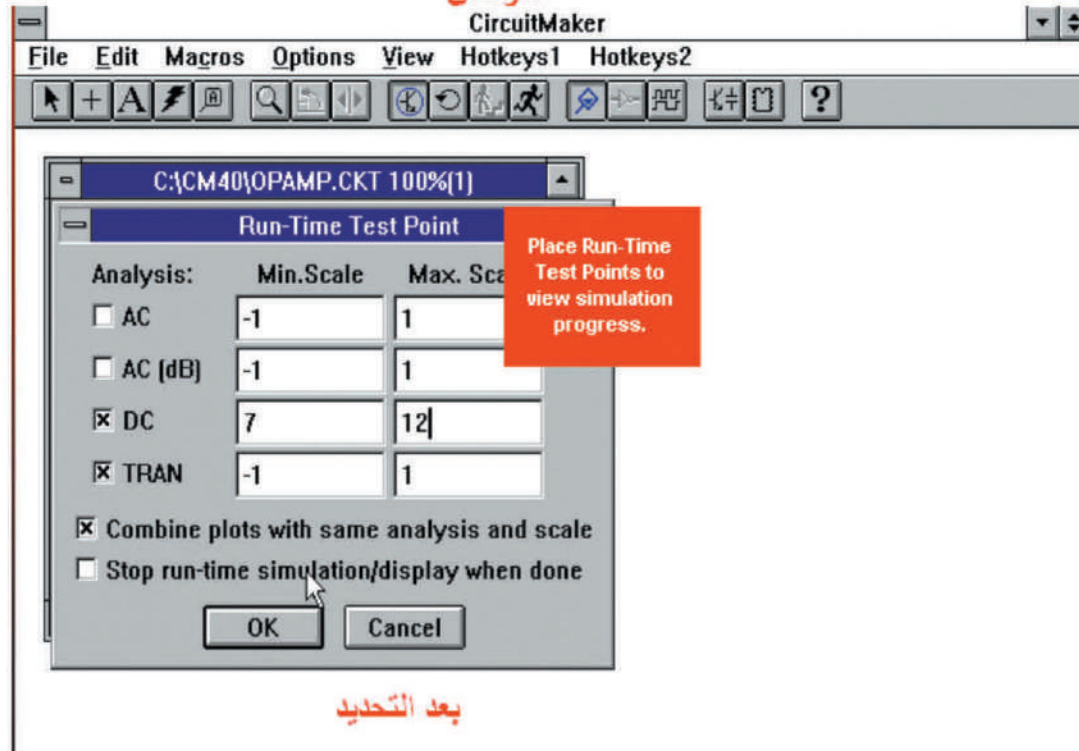 CircuitMaker
File Edit Macros Options View Hotkeys1 Hotkeys2
C:\CM40\OPAMP.CKT 100%(1)
Run-Time Test Point
Place Run-Time
Test Points to
view simulation
progress.
Analysis: Min.Scale Max. Sca
AC -1 1
AC (dB) -1 1
DC 7 12
TRAN -1 1
Combine plots with same analysis and scale
Stop run-time simulation/display when done
OK Cancel
بعد التحديد